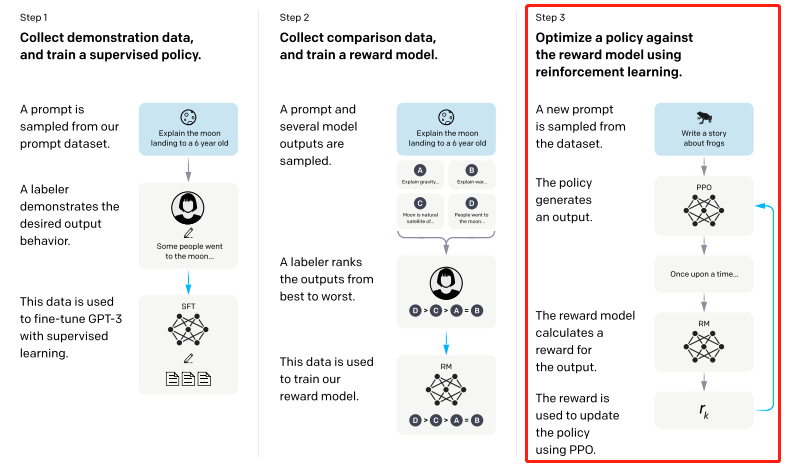 Step 1
Collect demonstration data,
and train a supervised policy.
A prompt is
sampled from our
prompt dataset.
Explain the moon
landing to a 6 year old
A labeler
demonstrates the
desired output
behavior.
Some people went
to the moon...
This data is used
to fine-tune GPT-3
with supervised
learning.
SFT
Step 2
Collect comparison data,
and train a reward model.
A prompt and
several model
outputs are
sampled.
Explain the moon
landing to a 6 year old
A
Explain gravity...
B
Explain war...
C
Moon is natural
satellite of...
D
People went to
the moon...
A labeler ranks
the outputs from
best to worst.
D > C > A = B
This data is used
to train our
reward model.
RM
D > C > A = B
Step 3
Optimize a policy against
the reward model using
reinforcement learning.
A new prompt
is sampled from
the dataset.
Write a story
about frogs
The policy
generates
an output.
PPO
Once upon a time...
The reward model
calculates a
reward for
the output.
RM
The reward is
used to update
the policy
using PPO.
r_k